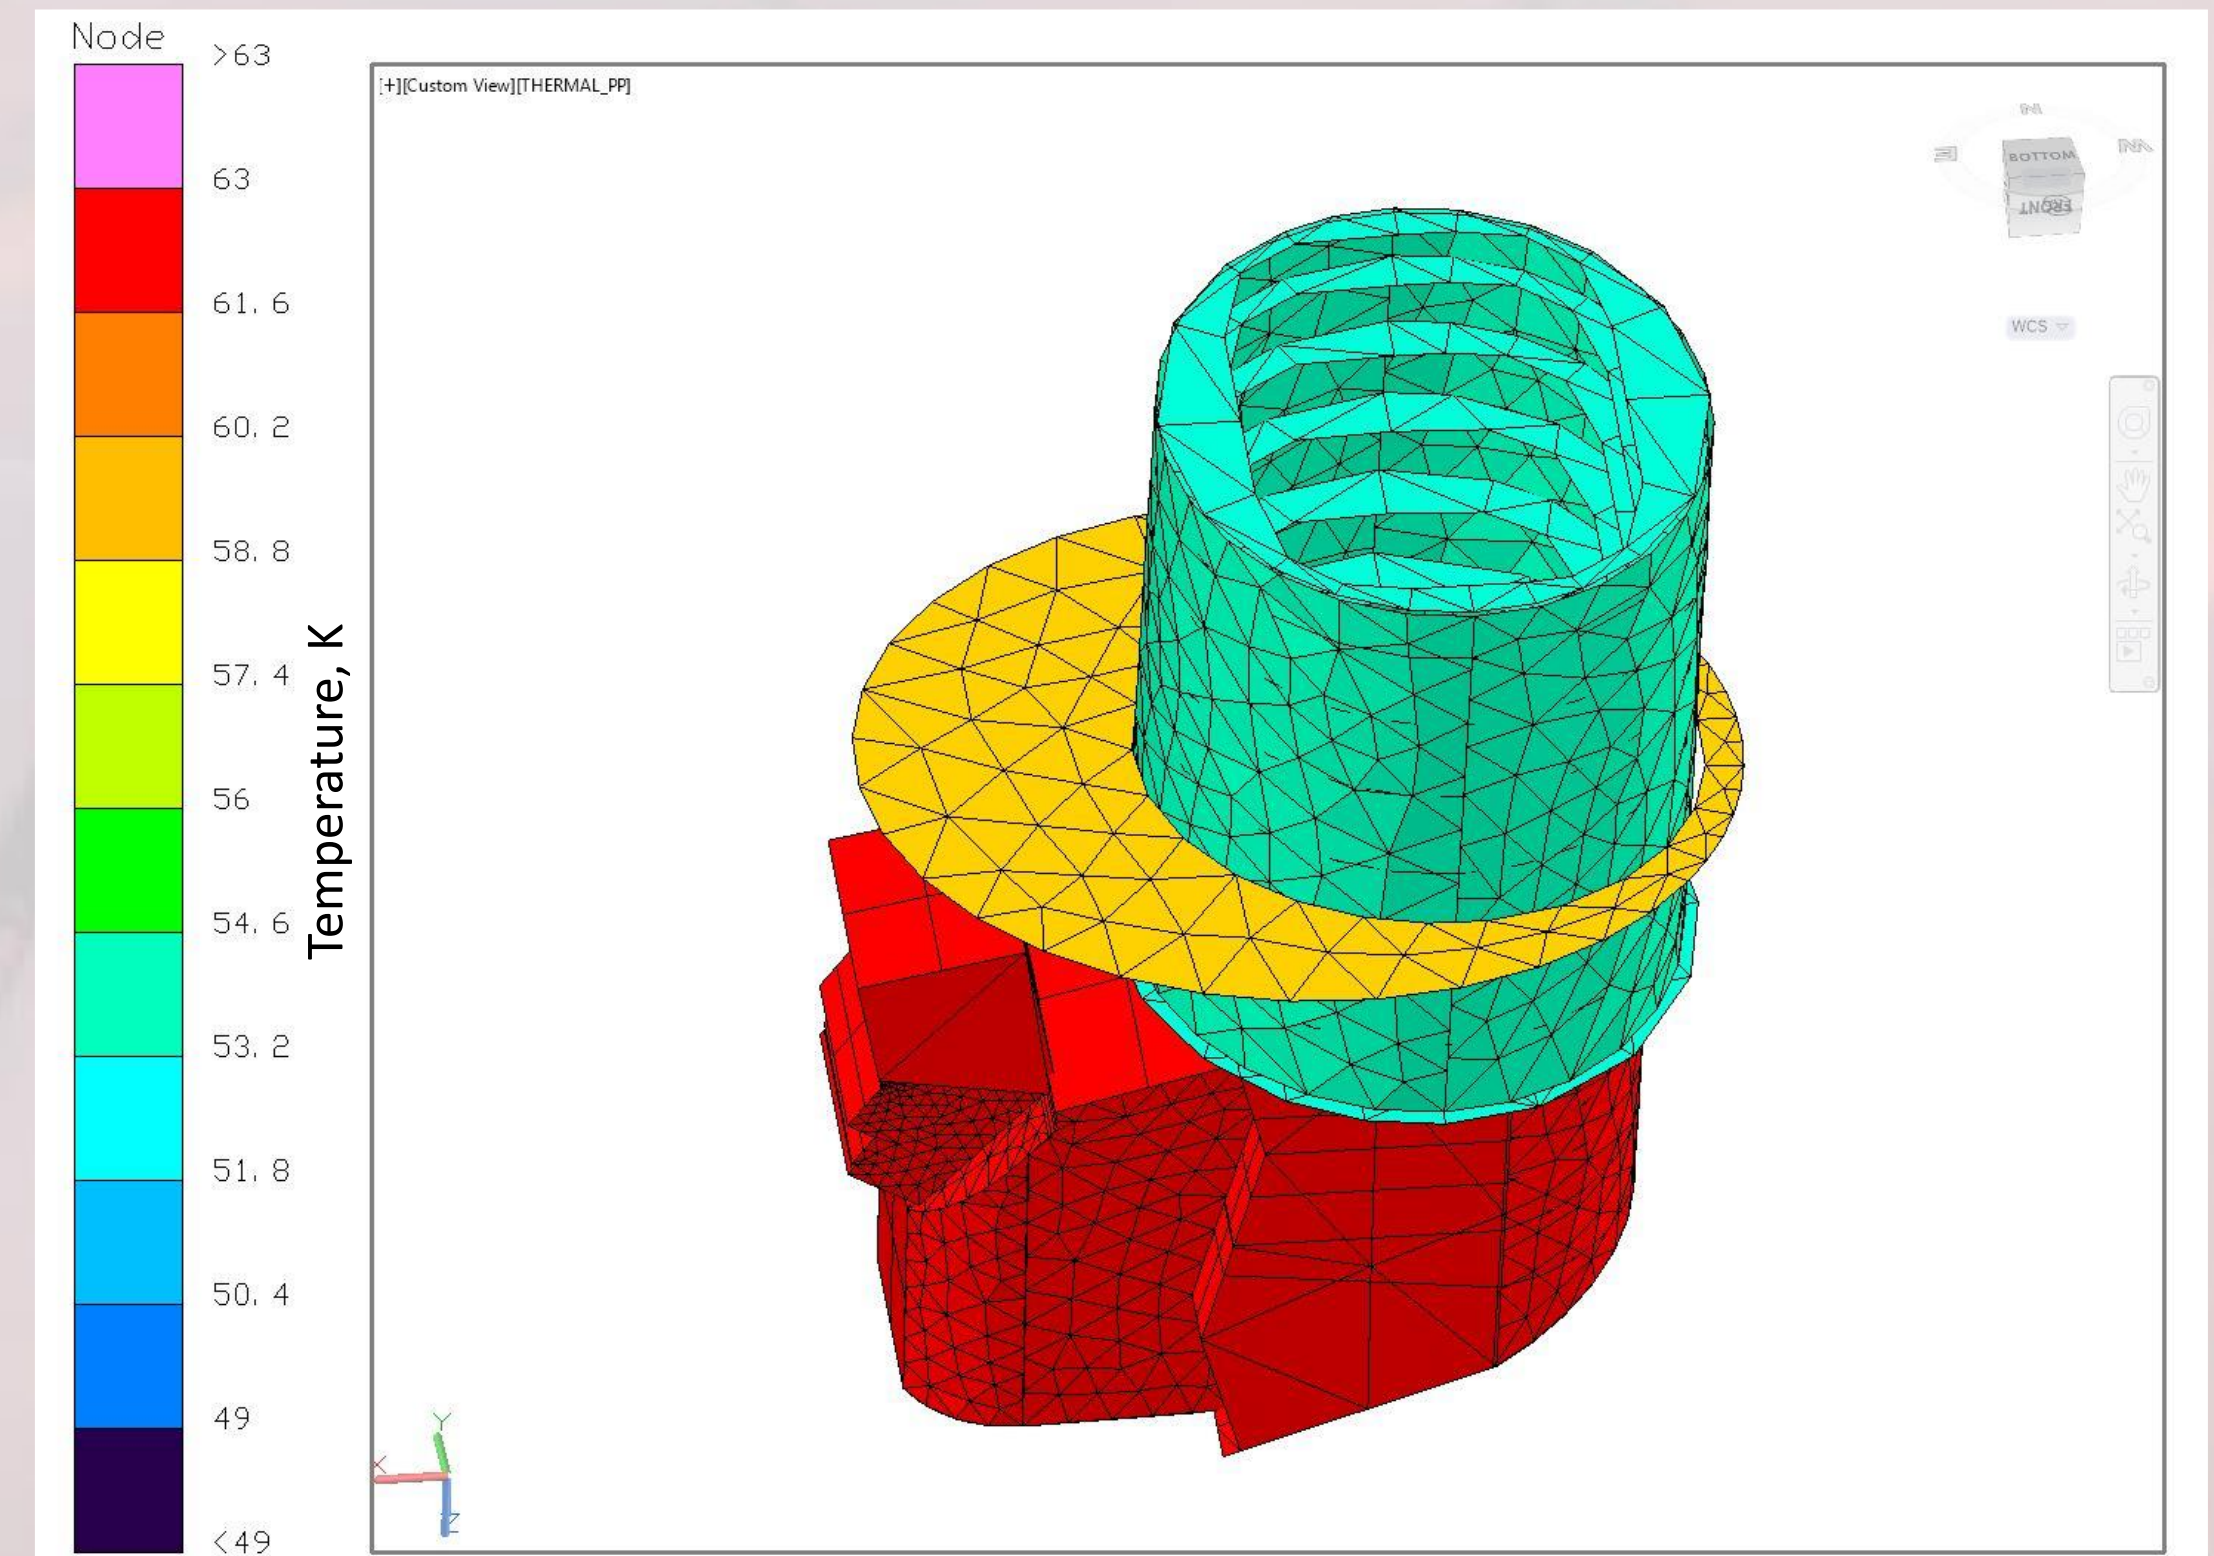 Node
>63
63
61.6
60.2
58.8
57.4
56
54.6
53.2
51.8
50.4
49
<49
Temperature, K
[+][Custom View][THERMAL_PP]
N
E
W
BOTTOM
FRONT
WCS
Y
X
Z